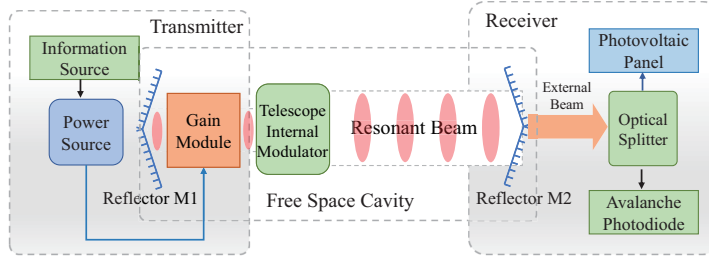 Transmitter
Receiver
Information
Source
Photovoltaic
Panel
Power
Source
Gain
Module
Telescope
Internal
Modulator
Resonant Beam
External
Beam
Optical
Splitter
Reflector M1
Free Space Cavity
Reflector M2
Avalanche
Photodiode